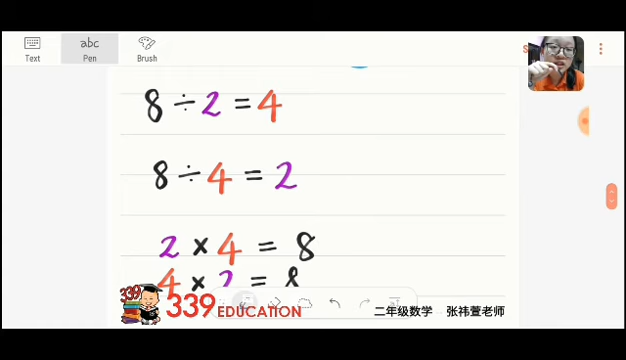 Text
abc
Pen
Brush
8 ÷ 2 = 4
8 ÷ 4 = 2
2 × 4 = 8
4 × 2 = 8
339
339 EDUCATION
二年级数学 张祎萱老师